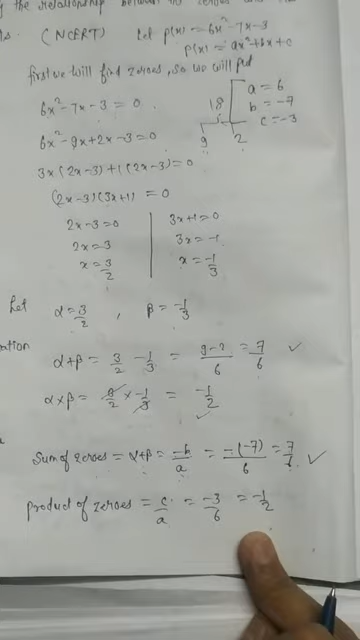 the relationship between
(NCERT) Let p(x) = 6x² - 7x - 3
p(x) = ax² + bx + c
first we will find zeroes, so we will put
a = 6
b = -7
c = -3
18
9 2
6x² - 7x - 3 = 0
6x² - 9x + 2x - 3 = 0
3x(2x-3) + 1(2x-3) = 0
(2x-3)(3x+1) = 0
2x - 3 = 0 3x + 1 = 0
2x = 3 3x = -1
x = 3/2 x = -1/3
Let α = 3/2 , β = -1/3
α + β = 3/2 - 1/3 = 9-2/6 = 7/6 ✓
α × β = 3/2 × -1/3 = -1/2
Sum of zeroes = α + β = -b/a = -(-7)/6 = 7/6 ✓
product of zeroes = c/a = -3/6 = -1/2